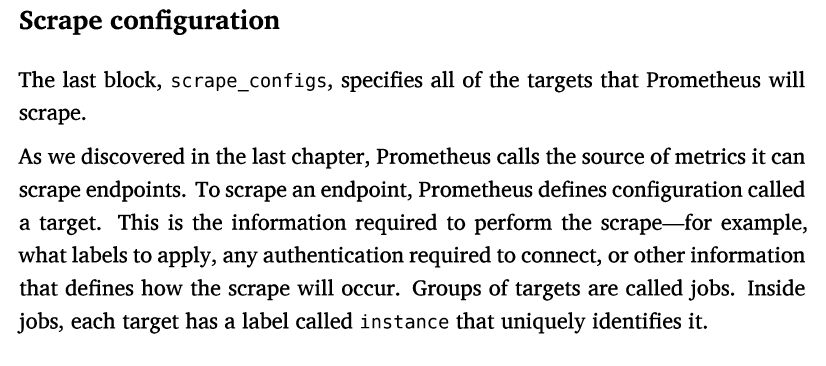 Scrape configuration
The last block, scrape_configs, specifies all of the targets that Prometheus will
scrape.
As we discovered in the last chapter, Prometheus calls the source of metrics it can
scrape endpoints. To scrape an endpoint, Prometheus defines configuration called
a target. This is the information required to perform the scrape—for example,
what labels to apply, any authentication required to connect, or other information
that defines how the scrape will occur. Groups of targets are called jobs. Inside
jobs, each target has a label called instance that uniquely identifies it.